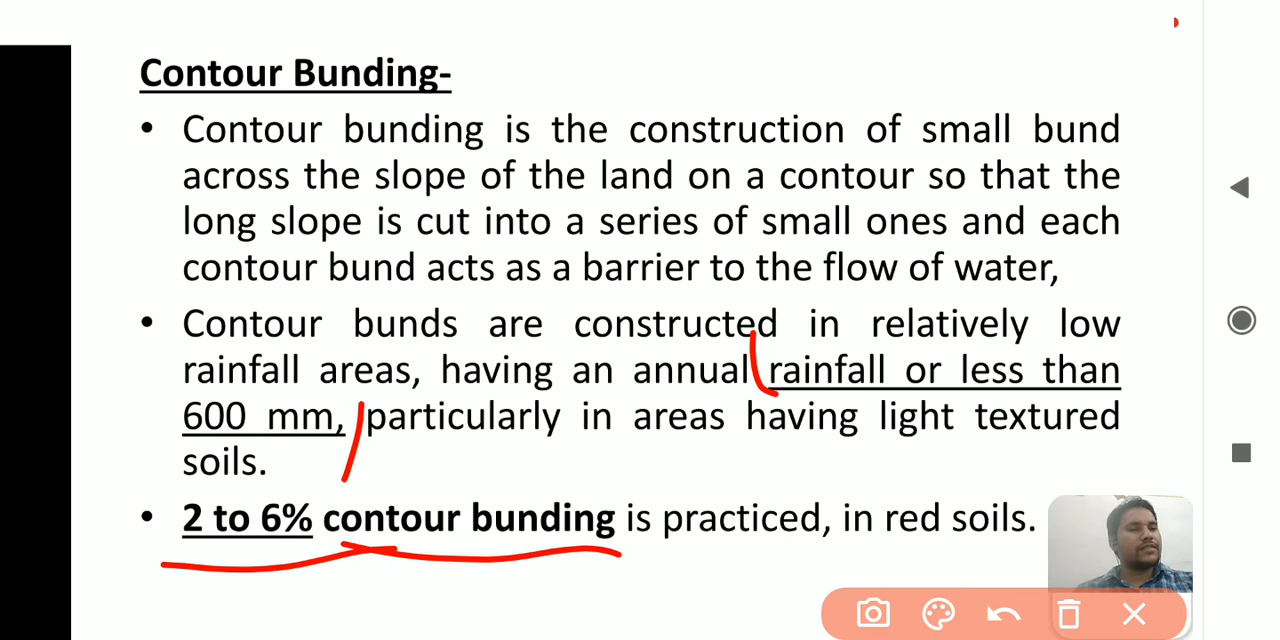 Contour Bunding-
• Contour bunding is the construction of small bund
across the slope of the land on a contour so that the
long slope is cut into a series of small ones and each
contour bund acts as a barrier to the flow of water,
• Contour bunds are constructed in relatively low
rainfall areas, having an annual rainfall or less than
600 mm, particularly in areas having light textured
soils.
• 2 to 6% contour bunding is practiced, in red soils.